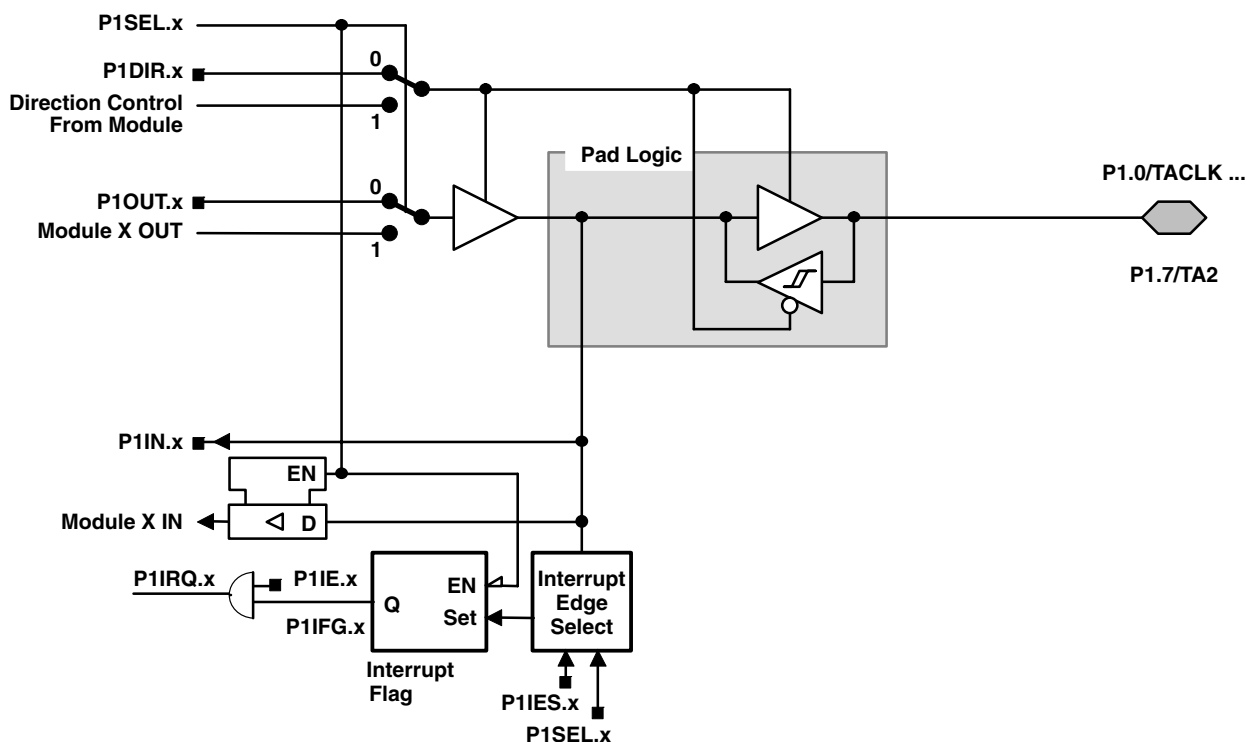 P1SEL.x
0
P1DIR.x
Direction Control
From Module
1
Pad Logic
P1.0/TACLK ...
0
P1OUT.x
Module X OUT
1
P1.7/TA2
P1IN.x
EN
Module X IN
D
P1IRQ.x
P1IE.x
P1IFG.x
Q
EN
Set
Interrupt
Edge
Select
Interrupt
Flag
P1IES.x
P1SEL.x